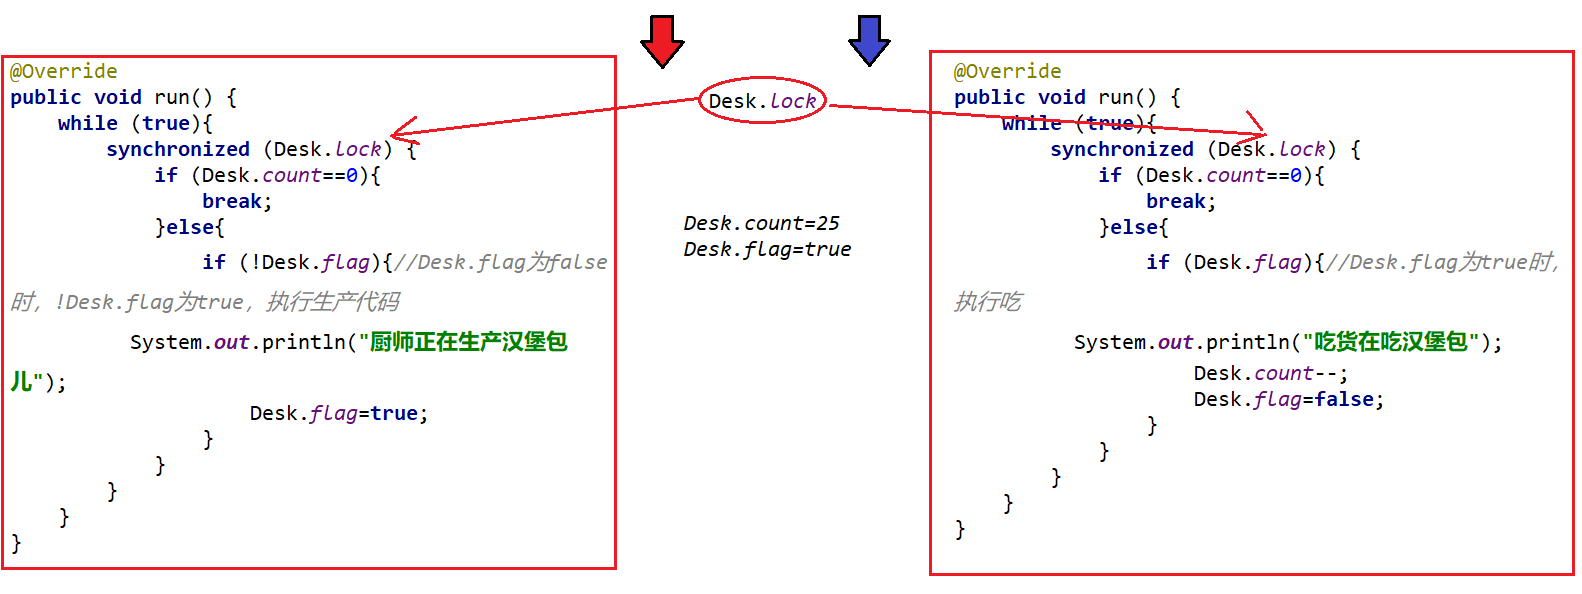 @Override
public void run() {
while (true){
synchronized (Desk.lock) {
if (Desk.count==0){
break;
}else{
if (!Desk.flag){//Desk.flag为false
时，!Desk.flag为true，执行生产代码
System.out.println("厨师正在生产汉堡包
儿");
Desk.flag=true;
}
}
}
}
}
Desk.lock
Desk.count=25
Desk.flag=true
@Override
public void run() {
while (true){
synchronized (Desk.lock) {
if (Desk.count==0){
break;
}else{
if (Desk.flag){//Desk.flag为true时，
执行吃
System.out.println("吃货在吃汉堡包");
Desk.count--;
Desk.flag=false;
}
}
}
}
}